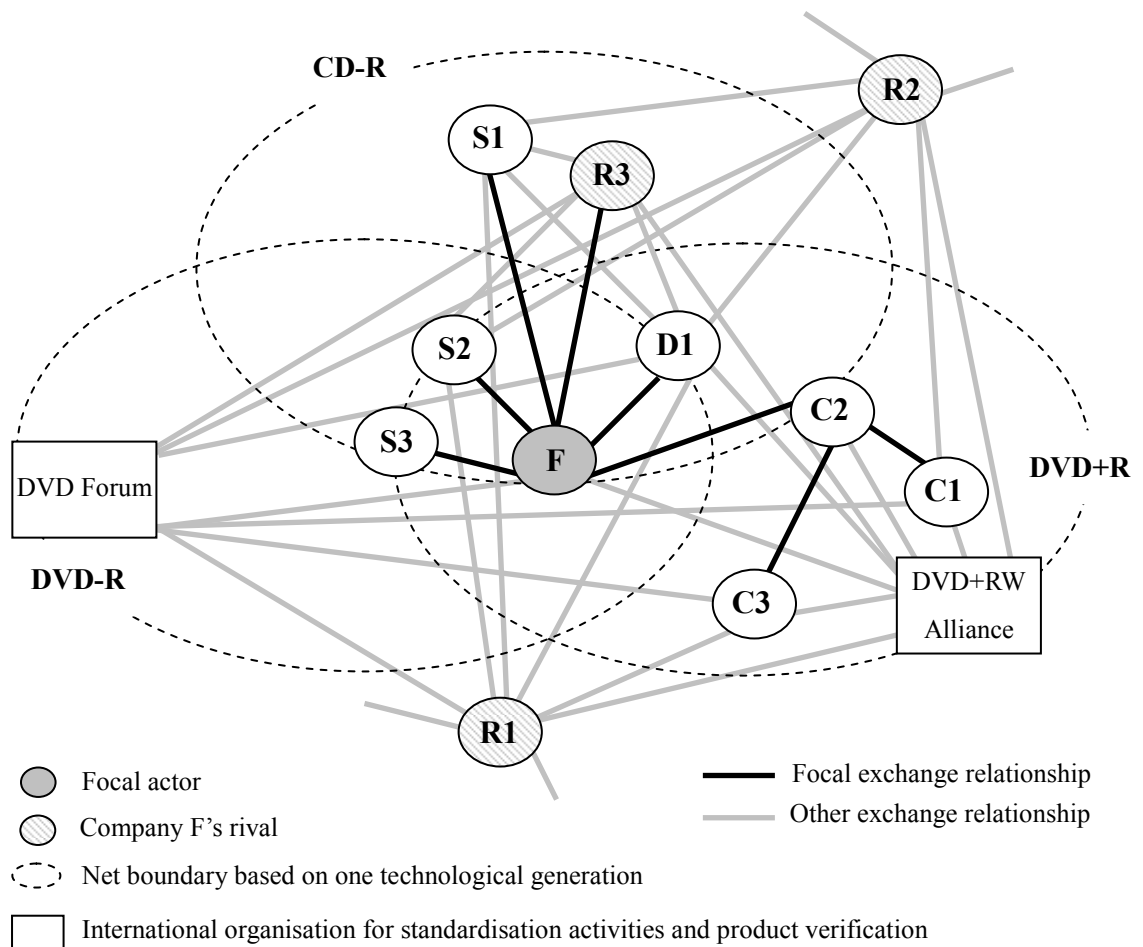 CD-R
R2
S1
R3
S2
D1
C2
S3
F
DVD+R
DVD Forum
C1
DVD-R
DVD+RW
Alliance
C3
R1
Focal actor
Focal exchange relationship
Company F's rival
Other exchange relationship
Net boundary based on one technological generation
International organisation for standardisation activities and product verification